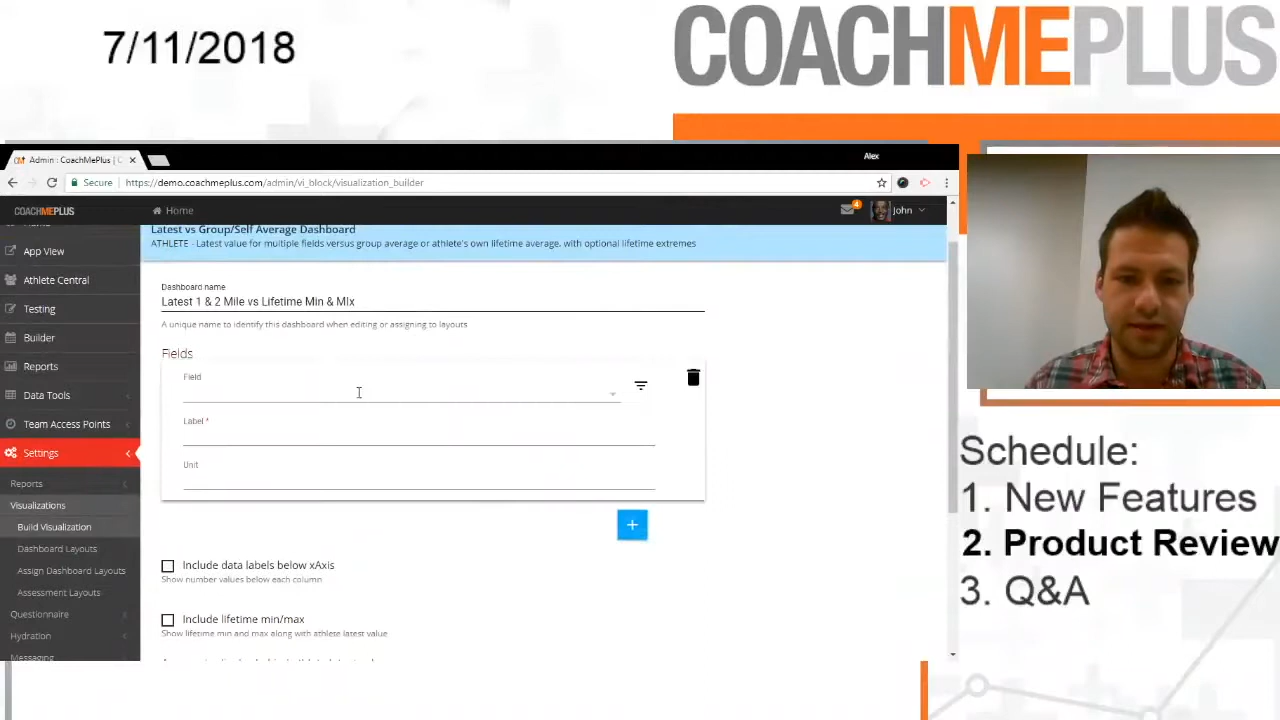 7/11/2018
COACHMEPLUS
Admin : CoachMePlus | C
Alex
Secure
https://demo.coachmeplus.com/admin/vi_block/visualization_builder
COACHMEPLUS
Home
4
John
App View
Athlete Central
Testing
Builder
Reports
Data Tools
Team Access Points
Settings
Reports
Visualizations
Build Visualization
Dashboard Layouts
Assign Dashboard Layouts
Assessment Layouts
Questionnaire
Hydration
Messaging
Latest vs Group/Self Average Dashboard
ATHLETE - Latest value for multiple fields versus group average or athlete's own lifetime average, with optional lifetime extremes
Dashboard name
Latest 1 & 2 Mile vs Lifetime Min & MIx
A unique name to identify this dashboard when editing or assigning to layouts
Fields
Field
Label *
Unit
+
Include data labels below xAxis
Show number values below each column
Include lifetime min/max
Show lifetime min and max along with athlete latest value
Schedule:
1. New Features
2. Product Review
3. Q&A